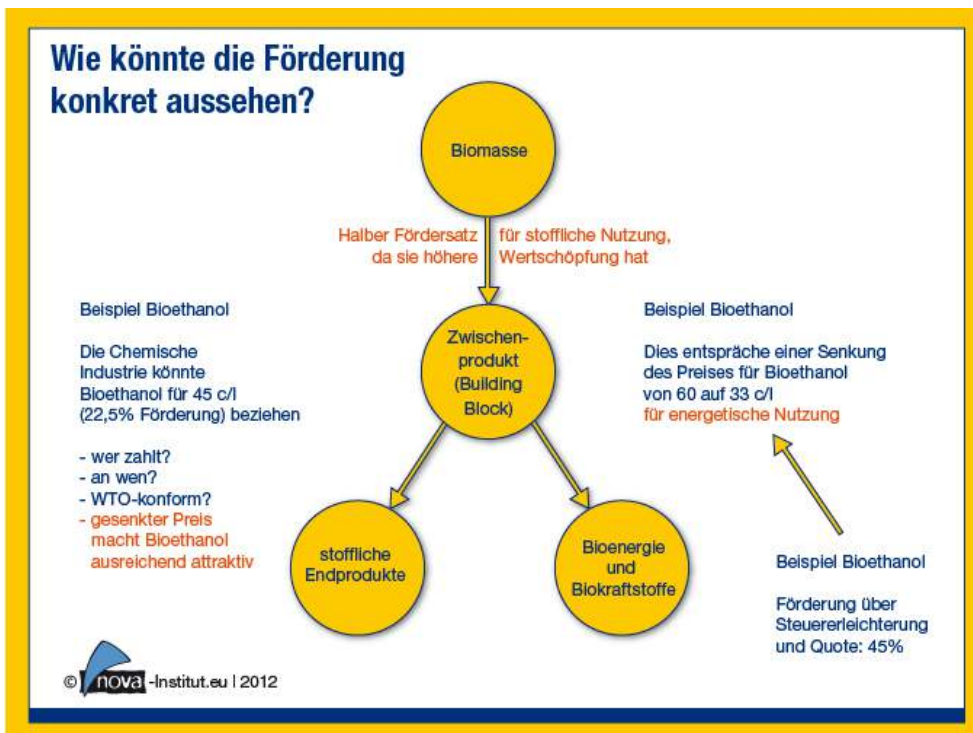 Wie könnte die Förderung
konkret aussehen?
Biomasse
Halber Fördersatz für stoffliche Nutzung,
da sie höhere Wertschöpfung hat
Beispiel Bioethanol
Die Chemische
Industrie könnte
Bioethanol für 45 c/l
(22,5% Förderung) beziehen
- wer zahlt?
- an wen?
- WTO-konform?
- gesenkter Preis
macht Bioethanol
ausreichend attraktiv
Zwischen-
produkt
(Building
Block)
Beispiel Bioethanol
Dies entspräche einer Senkung
des Preises für Bioethanol
von 60 auf 33 c/l
für energetische Nutzung
stoffliche
Endprodukte
Bioenergie
und
Biokraftstoffe
Beispiel Bioethanol
Förderung über
Steuererleichterung
und Quote: 45%
© nova-Institut.eu | 2012